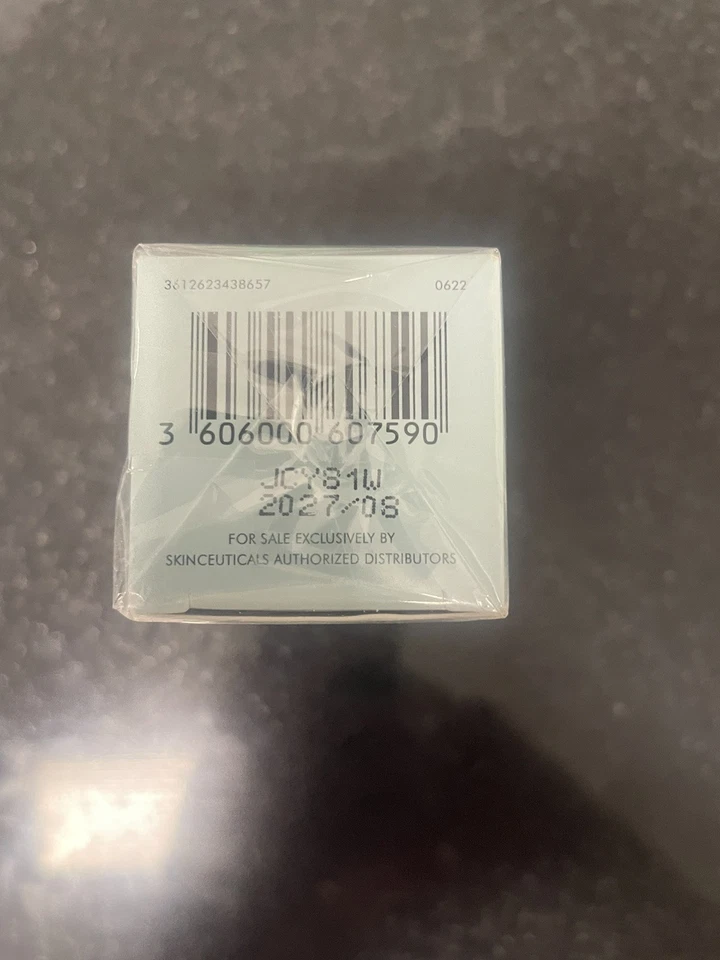 3612623438657 0622
3 606000 607590
JCY81W
2027/08
FOR SALE EXCLUSIVELY BY
SKINCEUTICALS AUTHORIZED DISTRIBUTORS